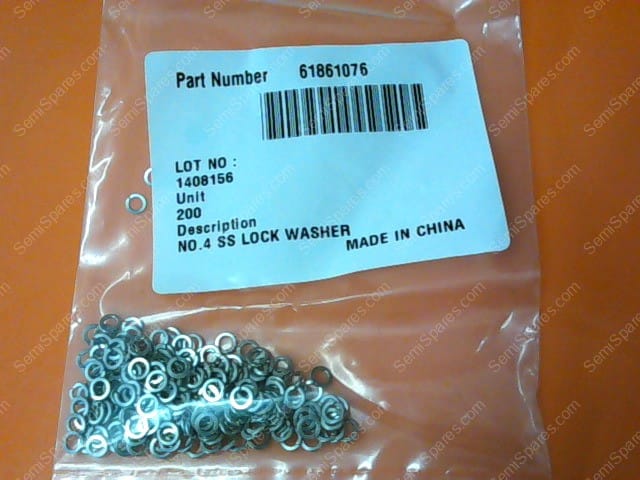 Part Number 61861076
LOT NO :
1408156
Unit
200
Description
NO.4 SS LOCK WASHER MADE IN CHINA
SemiSpares.com